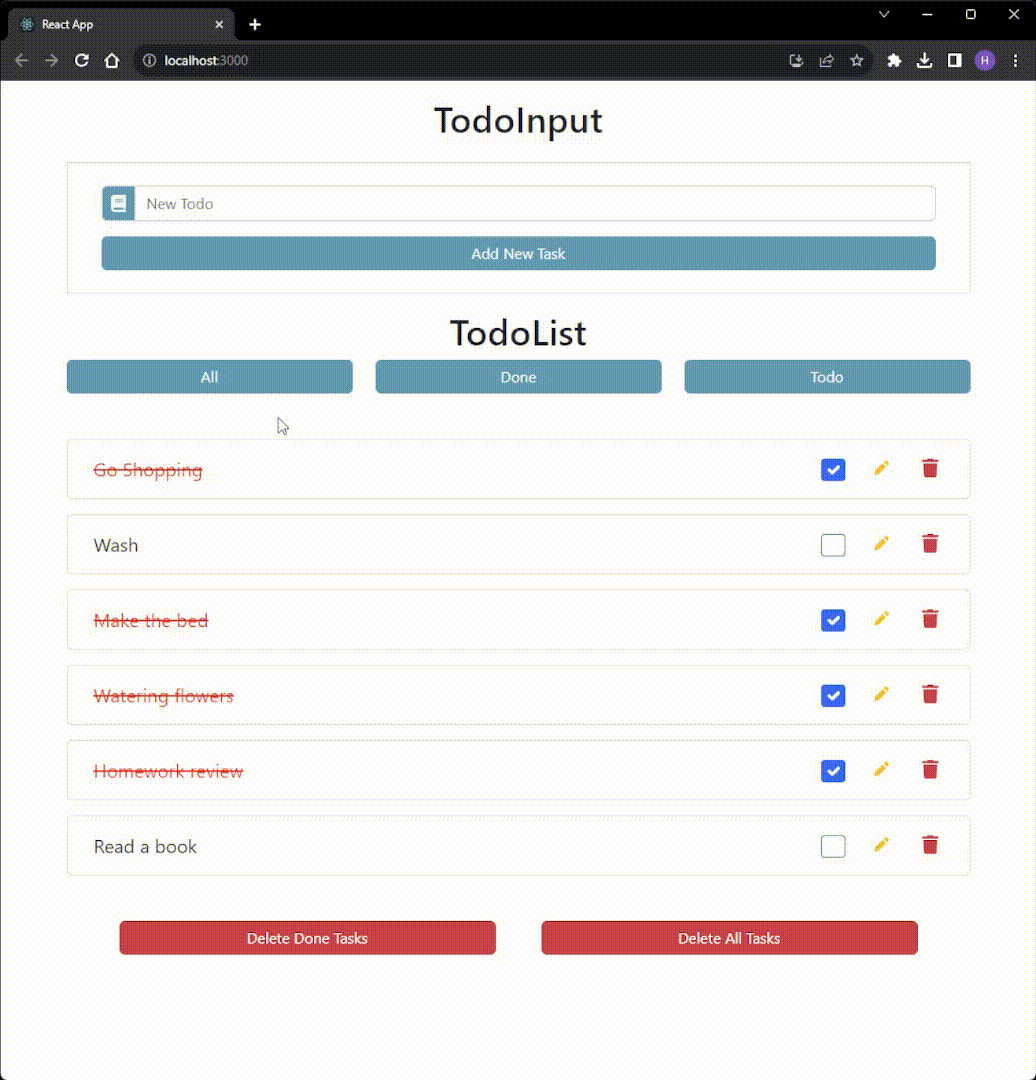 React App
localhost:3000
H
TodoInput
New Todo
Add New Task
TodoList
All Done Todo
Go Shopping
Wash
Make the bed
Watering flowers
Homework review
Read a book
Delete Done Tasks Delete All Tasks